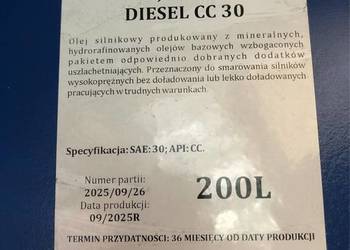 DIESEL CC 30
Olej silnikowy produkowany z mineralnych,
hydrorafinowanych olejów bazowych wzbogaconych
pakietem odpowiednio dobranych dodatków
uszlachetniających. Przeznaczony do smarowania silników
wysokoprężnych bez doładowania lub lekko doładowanych
pracujących w trudnych warunkach.
Specyfikacja: SAE: 30; API: CC.
Numer partii:
2025/09/26
200L
Data produkcji:
09/2025R
TERMIN PRZYDATNOŚCI: 36 MIESIĘCY OD DATY PRODUKCJI